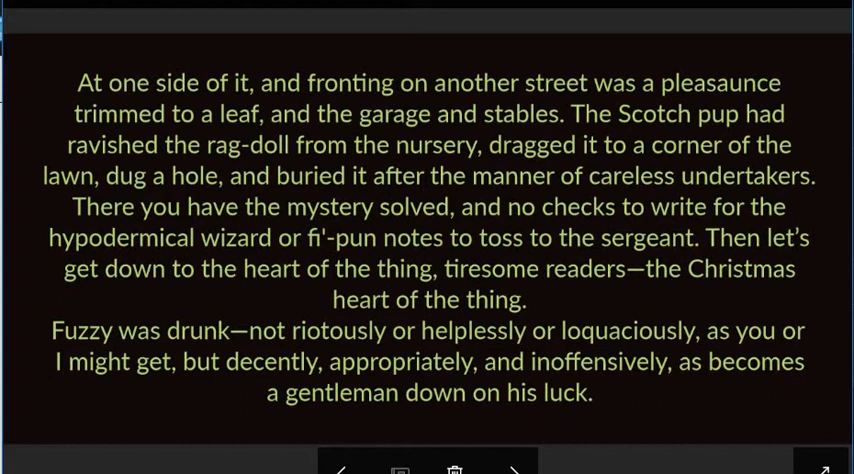 At one side of it, and fronting on another street was a pleasaunce
trimmed to a leaf, and the garage and stables. The Scotch pup had
ravished the rag-doll from the nursery, dragged it to a corner of the
lawn, dug a hole, and buried it after the manner of careless undertakers.
There you have the mystery solved, and no checks to write for the
hypodermical wizard or fi'-pun notes to toss to the sergeant. Then let’s
get down to the heart of the thing, tiresome readers—the Christmas
heart of the thing.
Fuzzy was drunk—not riotously or helplessly or loquaciously, as you or
I might get, but decently, appropriately, and inoffensively, as becomes
a gentleman down on his luck.